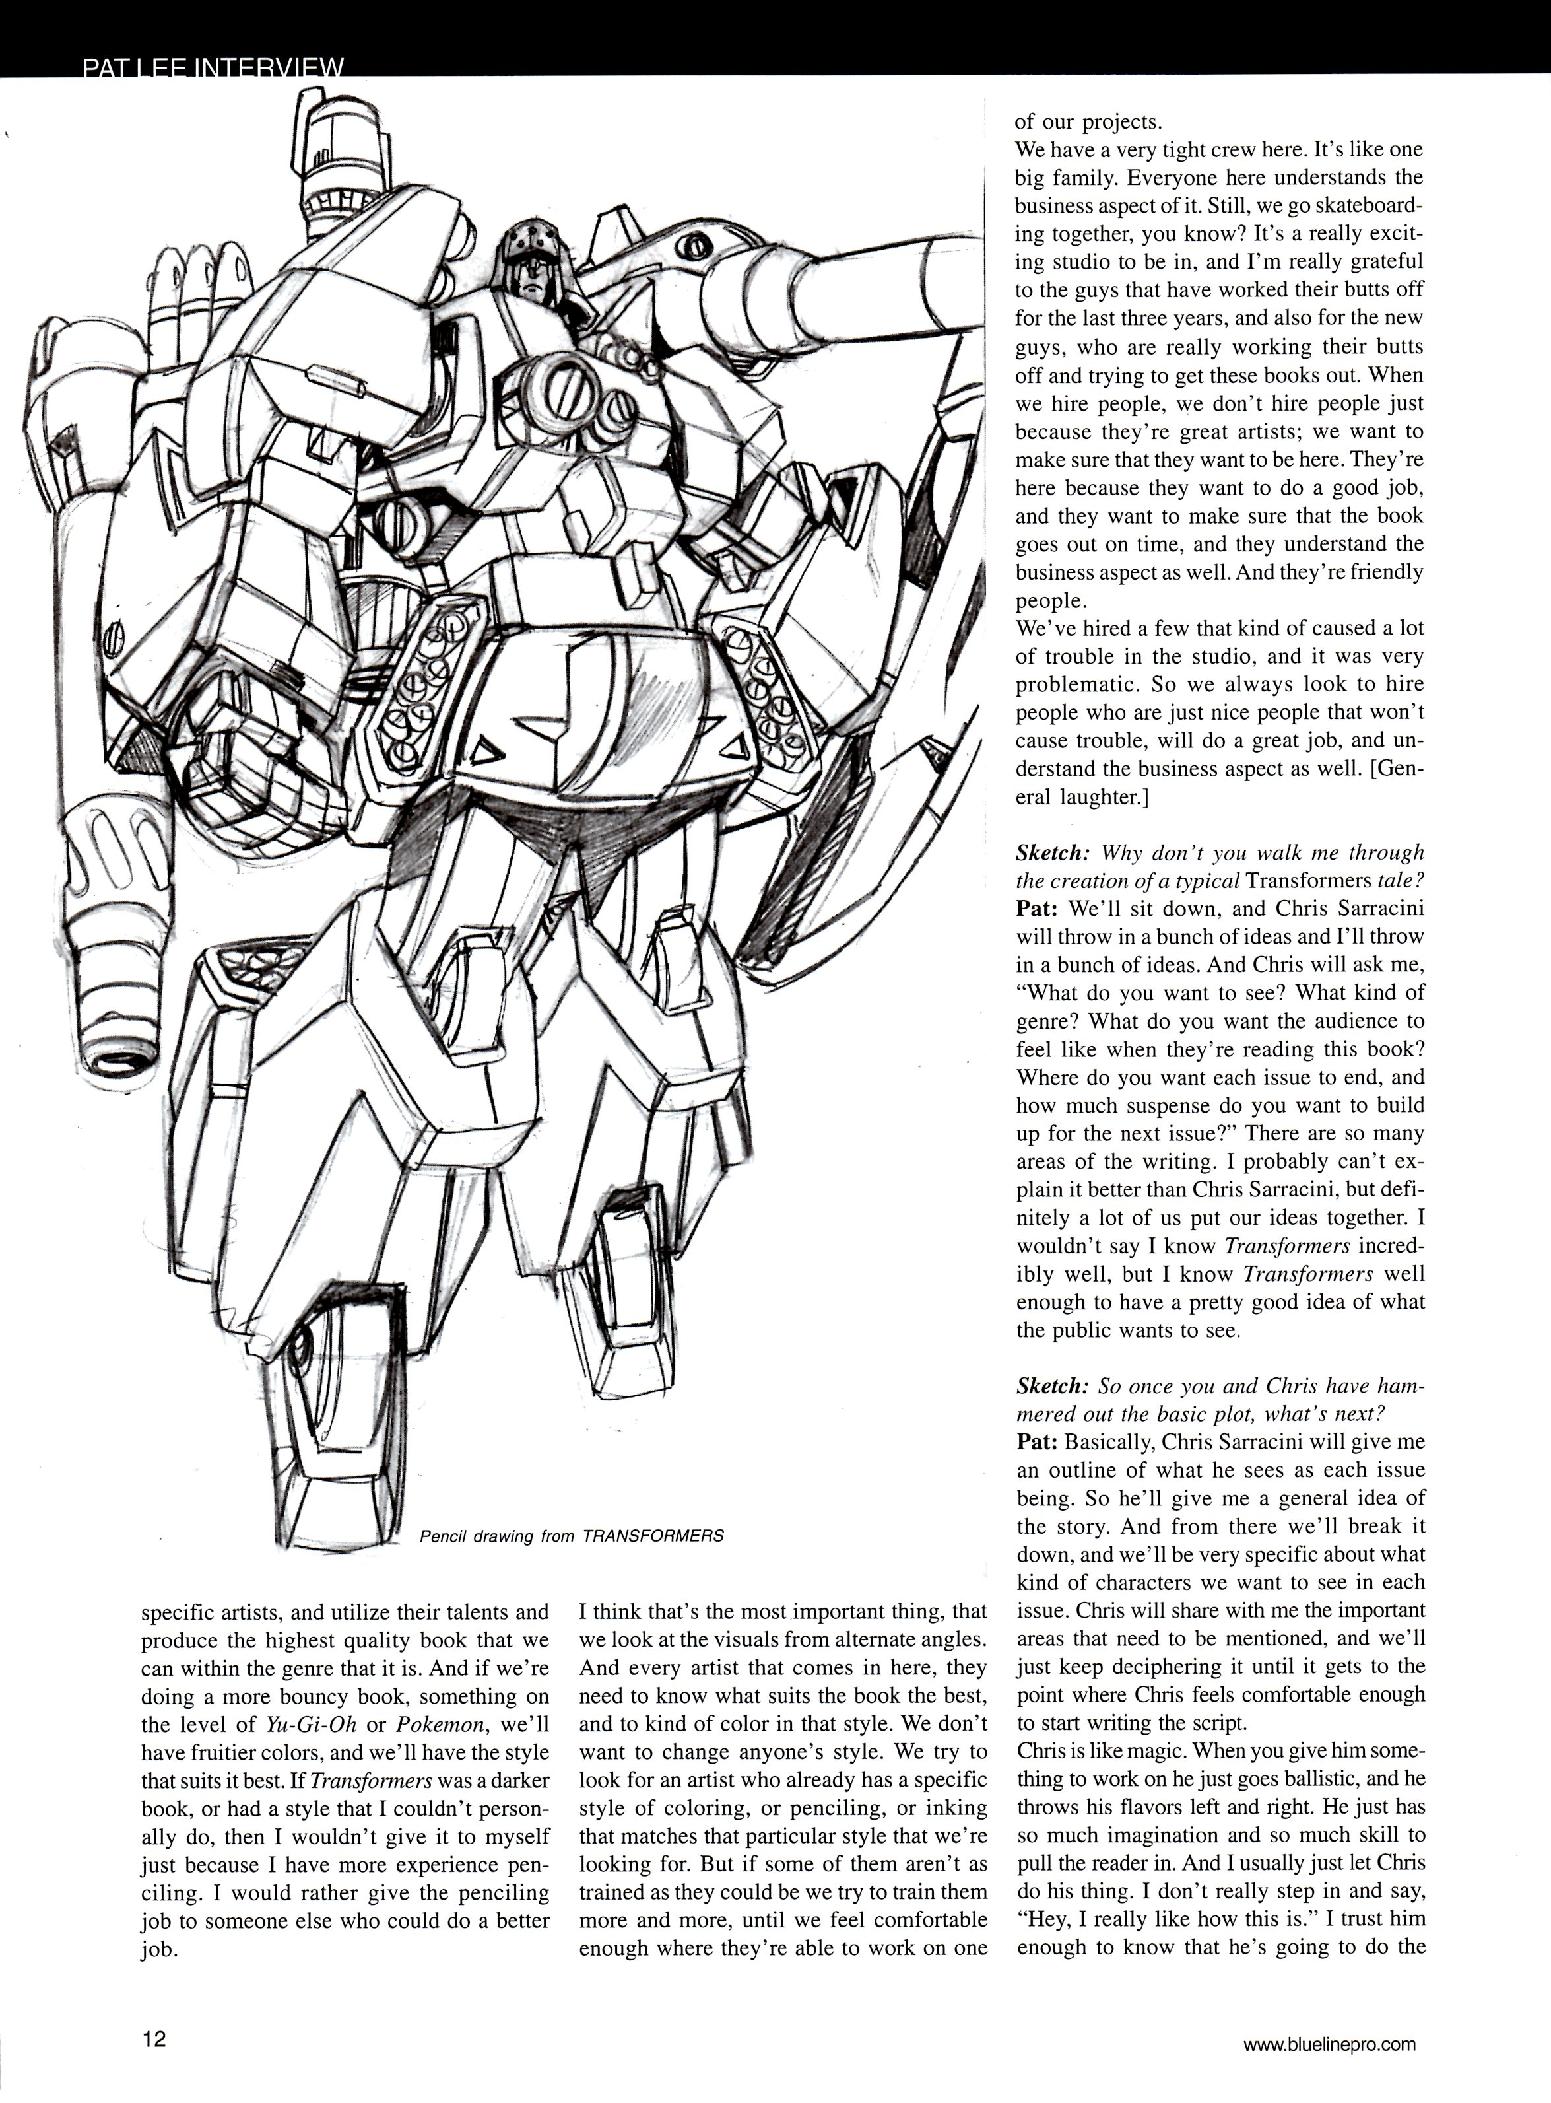 PAT LEE INTERVIEW
Pencil drawing from TRANSFORMERS
specific artists, and utilize their talents and
produce the highest quality book that we
can within the genre that it is. And if we're
doing a more bouncy book, something on
the level of Yu-Gi-Oh or Pokemon, we'll
have fruitier colors, and we'll have the style
that suits it best. If Transformers was a darker
book, or had a style that I couldn't person-
ally do, then I wouldn't give it to myself
just because I have more experience pen-
ciling. I would rather give the penciling
job to someone else who could do a better
job.
I think that's the most important thing, that
we look at the visuals from alternate angles.
And every artist that comes in here, they
need to know what suits the book the best,
and to kind of color in that style. We don't
want to change anyone's style. We try to
look for an artist who already has a specific
style of coloring, or penciling, or inking
that matches that particular style that we're
looking for. But if some of them aren't as
trained as they could be we try to train them
more and more, until we feel comfortable
enough where they're able to work on one
of our projects.
We have a very tight crew here. It's like one
big family. Everyone here understands the
business aspect of it. Still, we go skateboard-
ing together, you know? It's a really excit-
ing studio to be in, and I'm really grateful
to the guys that have worked their butts off
for the last three years, and also for the new
guys, who are really working their butts
off and trying to get these books out. When
we hire people, we don't hire people just
because they're great artists; we want to
make sure that they want to be here. They're
here because they want to do a good job,
and they want to make sure that the book
goes out on time, and they understand the
business aspect as well. And they're friendly
people.
We've hired a few that kind of caused a lot
of trouble in the studio, and it was very
problematic. So we always look to hire
people who are just nice people that won't
cause trouble, will do a great job, and un-
derstand the business aspect as well. [Gen-
eral laughter.]
Sketch: Why don't you walk me through
the creation of a typical Transformers tale?
Pat: We'll sit down, and Chris Sarracini
will throw in a bunch of ideas and I'll throw
in a bunch of ideas. And Chris will ask me,
“What do you want to see? What kind of
genre? What do you want the audience to
feel like when they're reading this book?
Where do you want each issue to end, and
how much suspense do you want to build
up for the next issue?” There are so many
areas of the writing. I probably can't ex-
plain it better than Chris Sarracini, but defi-
nitely a lot of us put our ideas together. I
wouldn't say I know Transformers incred-
ibly well, but I know Transformers well
enough to have a pretty good idea of what
the public wants to see.
Sketch: So once you and Chris have ham-
mered out the basic plot, what's next?
Pat: Basically, Chris Sarracini will give me
an outline of what he sees as each issue
being. So he'll give me a general idea of
the story. And from there we'll break it
down, and we'll be very specific about what
kind of characters we want to see in each
issue. Chris will share with me the important
areas that need to be mentioned, and we'll
just keep deciphering it until it gets to the
point where Chris feels comfortable enough
to start writing the script.
Chris is like magic. When you give him some-
thing to work on he just goes ballistic, and he
throws his flavors left and right. He just has
so much imagination and so much skill to
pull the reader in. And I usually just let Chris
do his thing. I don't really step in and say,
“Hey, I really like how this is.” I trust him
enough to know that he's going to do the
12
www.bluelinepro.com